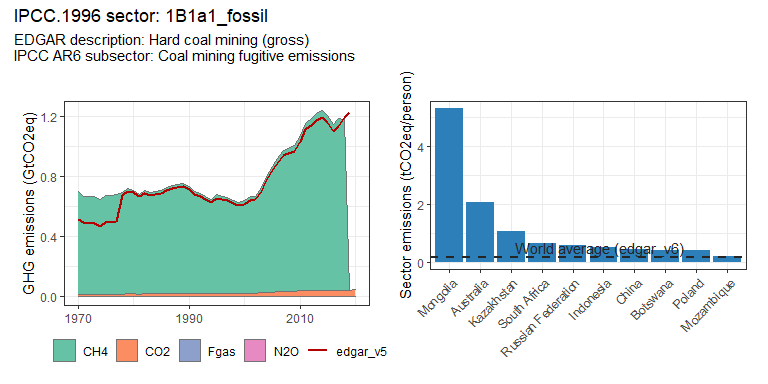 IPCC.1996 sector: 1B1a1_fossil
EDGAR description: Hard coal mining (gross)
IPCC AR6 subsector: Coal mining fugitive emissions
GHG emissions (GtCO2eq)
1.2
0.8
0.4
0.0
1970
1990
2010
CH4
CO2
Fgas
N2O
edgar_v5
Sector emissions (tCO2eq/person)
4
2
0
World average (edgar_v6)
Mongolia
Australia
Kazakhstan
South Africa
Russian Federation
Indonesia
China
Botswana
Poland
Mozambique